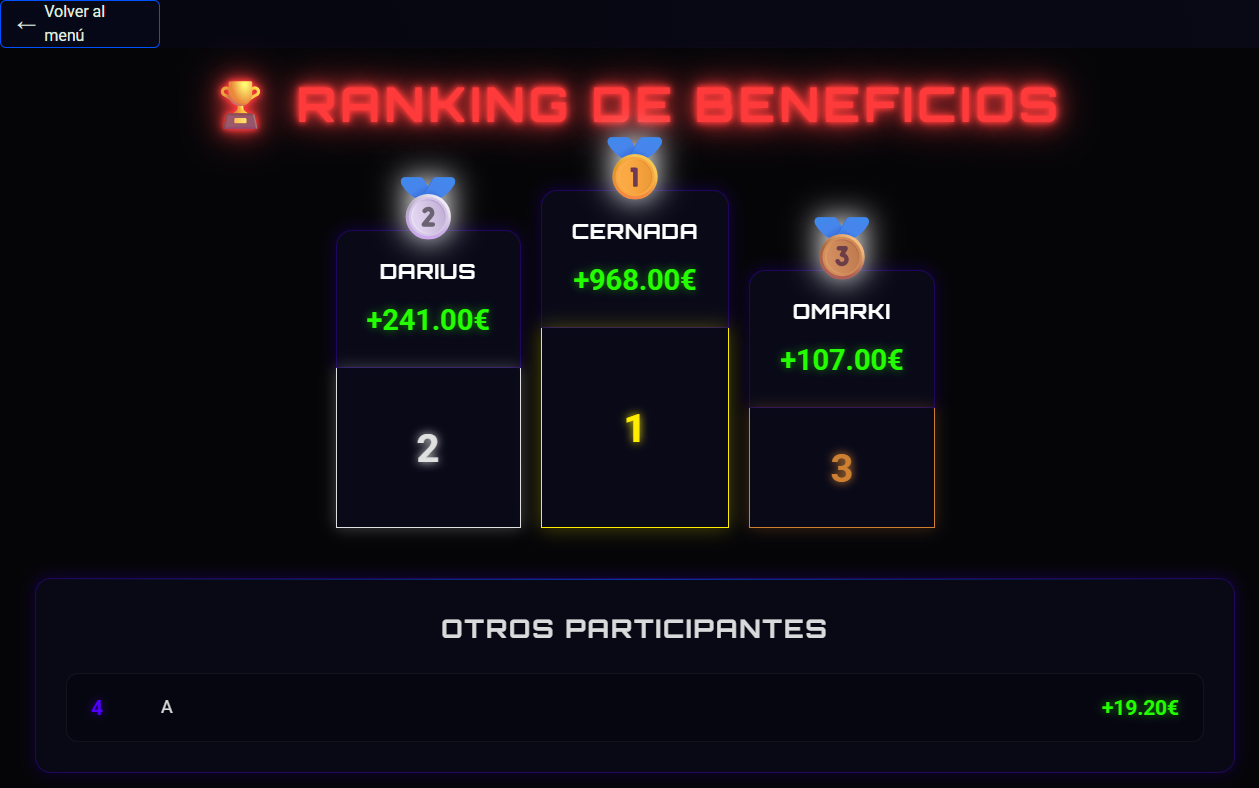 ← Volver al
menú
🏆 RANKING DE BENEFICIOS
2
DARIUS
+241.00€
2
1
CERNADA
+968.00€
1
3
OMARKI
+107.00€
3
OTROS PARTICIPANTES
4 A +19.20€